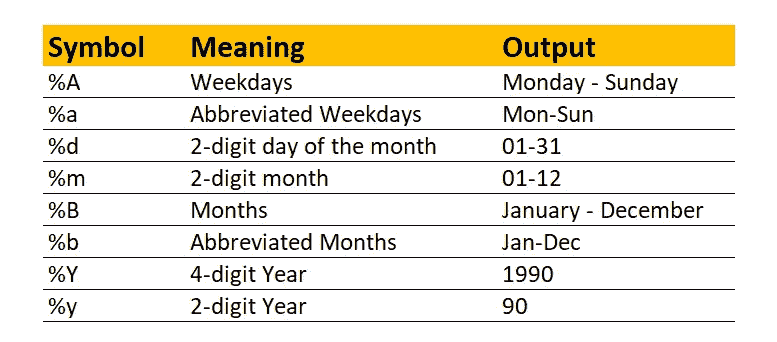 Symbol Meaning Output
%A Weekdays Monday - Sunday
%a Abbreviated Weekdays Mon-Sun
%d 2-digit day of the month 01-31
%m 2-digit month 01-12
%B Months January - December
%b Abbreviated Months Jan-Dec
%Y 4-digit Year 1990
%y 2-digit Year 90